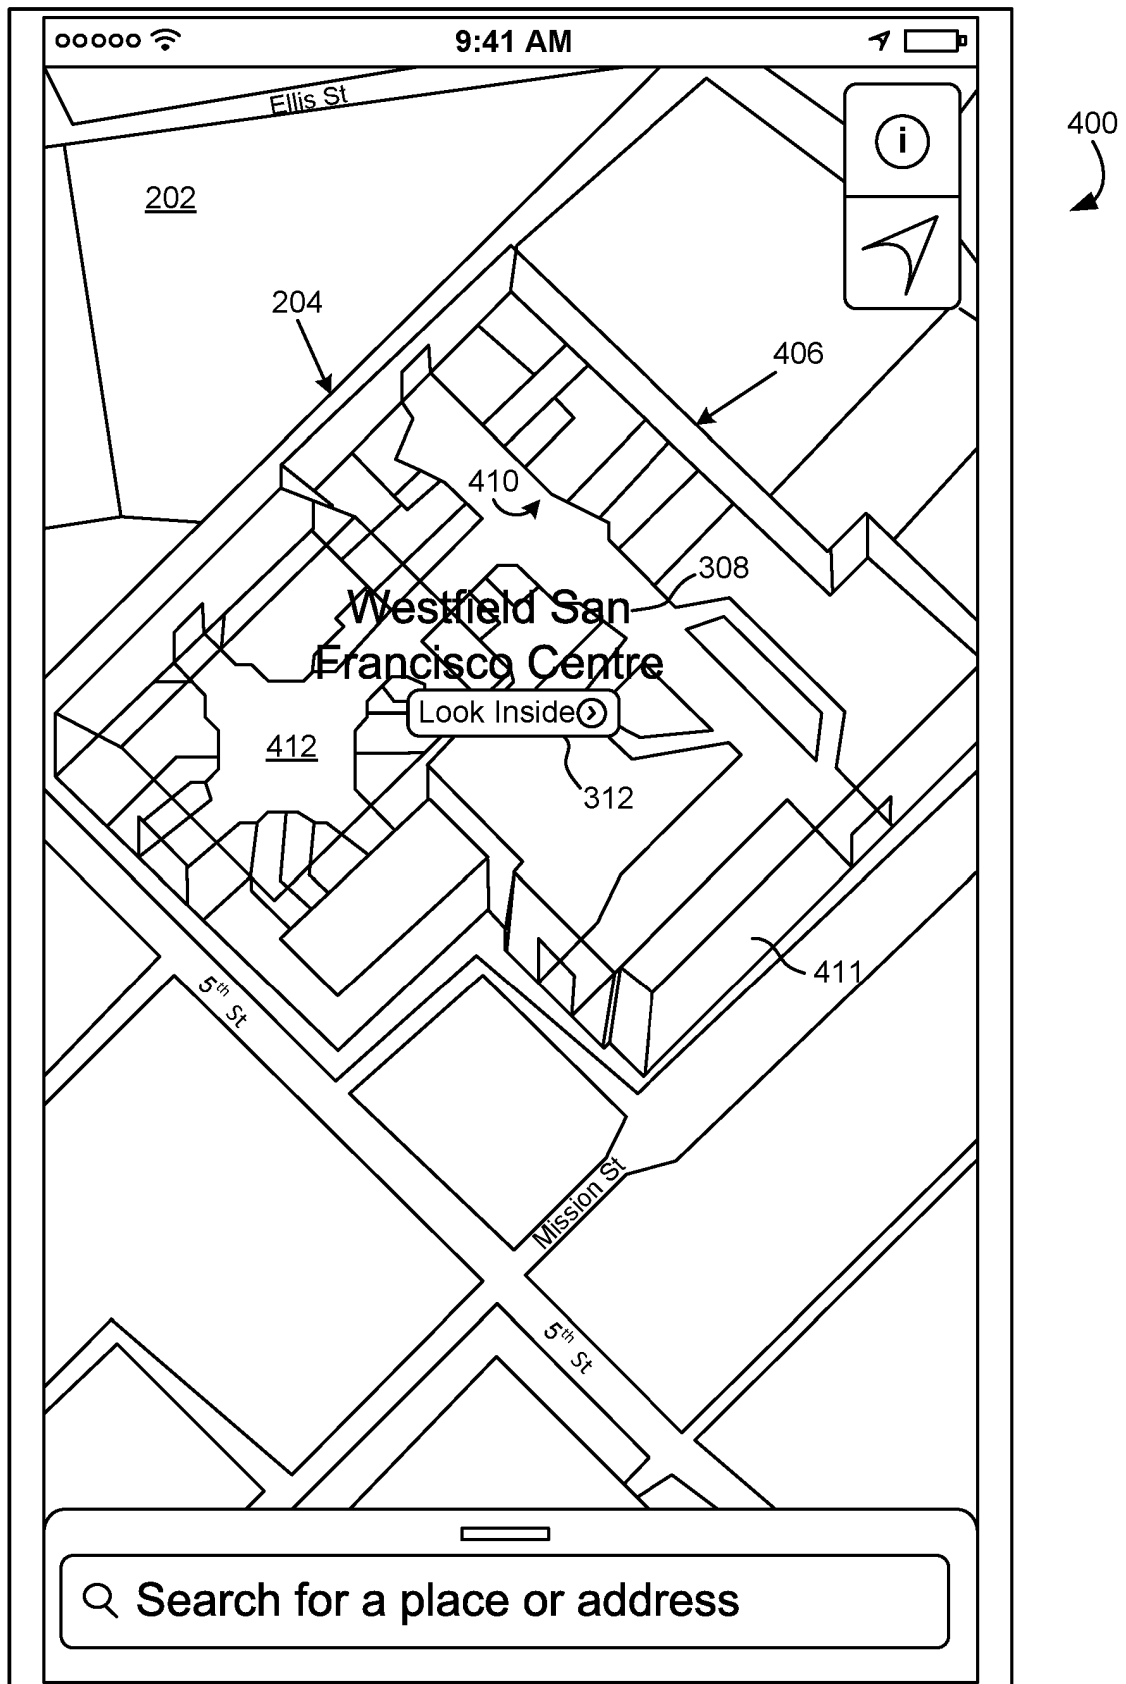 9:41 AM
Ellis St
i
400
202
204
406
410
308
Westfield San
Francisco Centre
Look Inside
412
312
411
5th St
Mission St
5th St
Search for a place or address